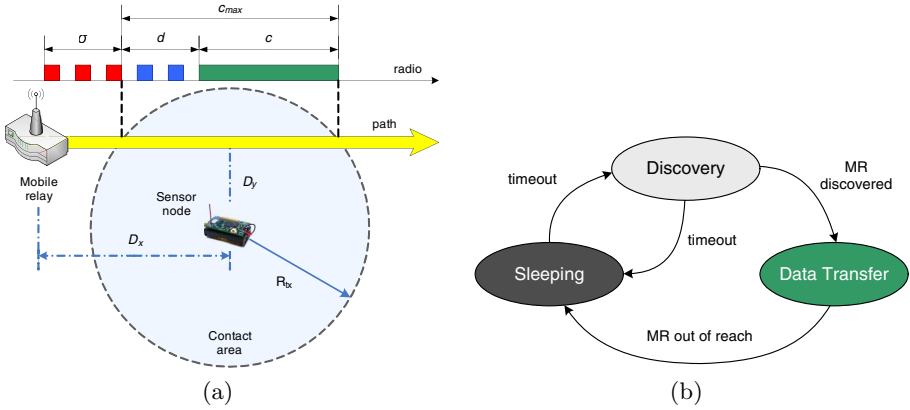 c_max
σ
d
c
radio
path
Mobile
relay
Sensor
node
D_y
D_x
R_tx
Contact
area
(a)
Discovery
timeout
MR
discovered
timeout
Sleeping
Data Transfer
MR out of reach
(b)